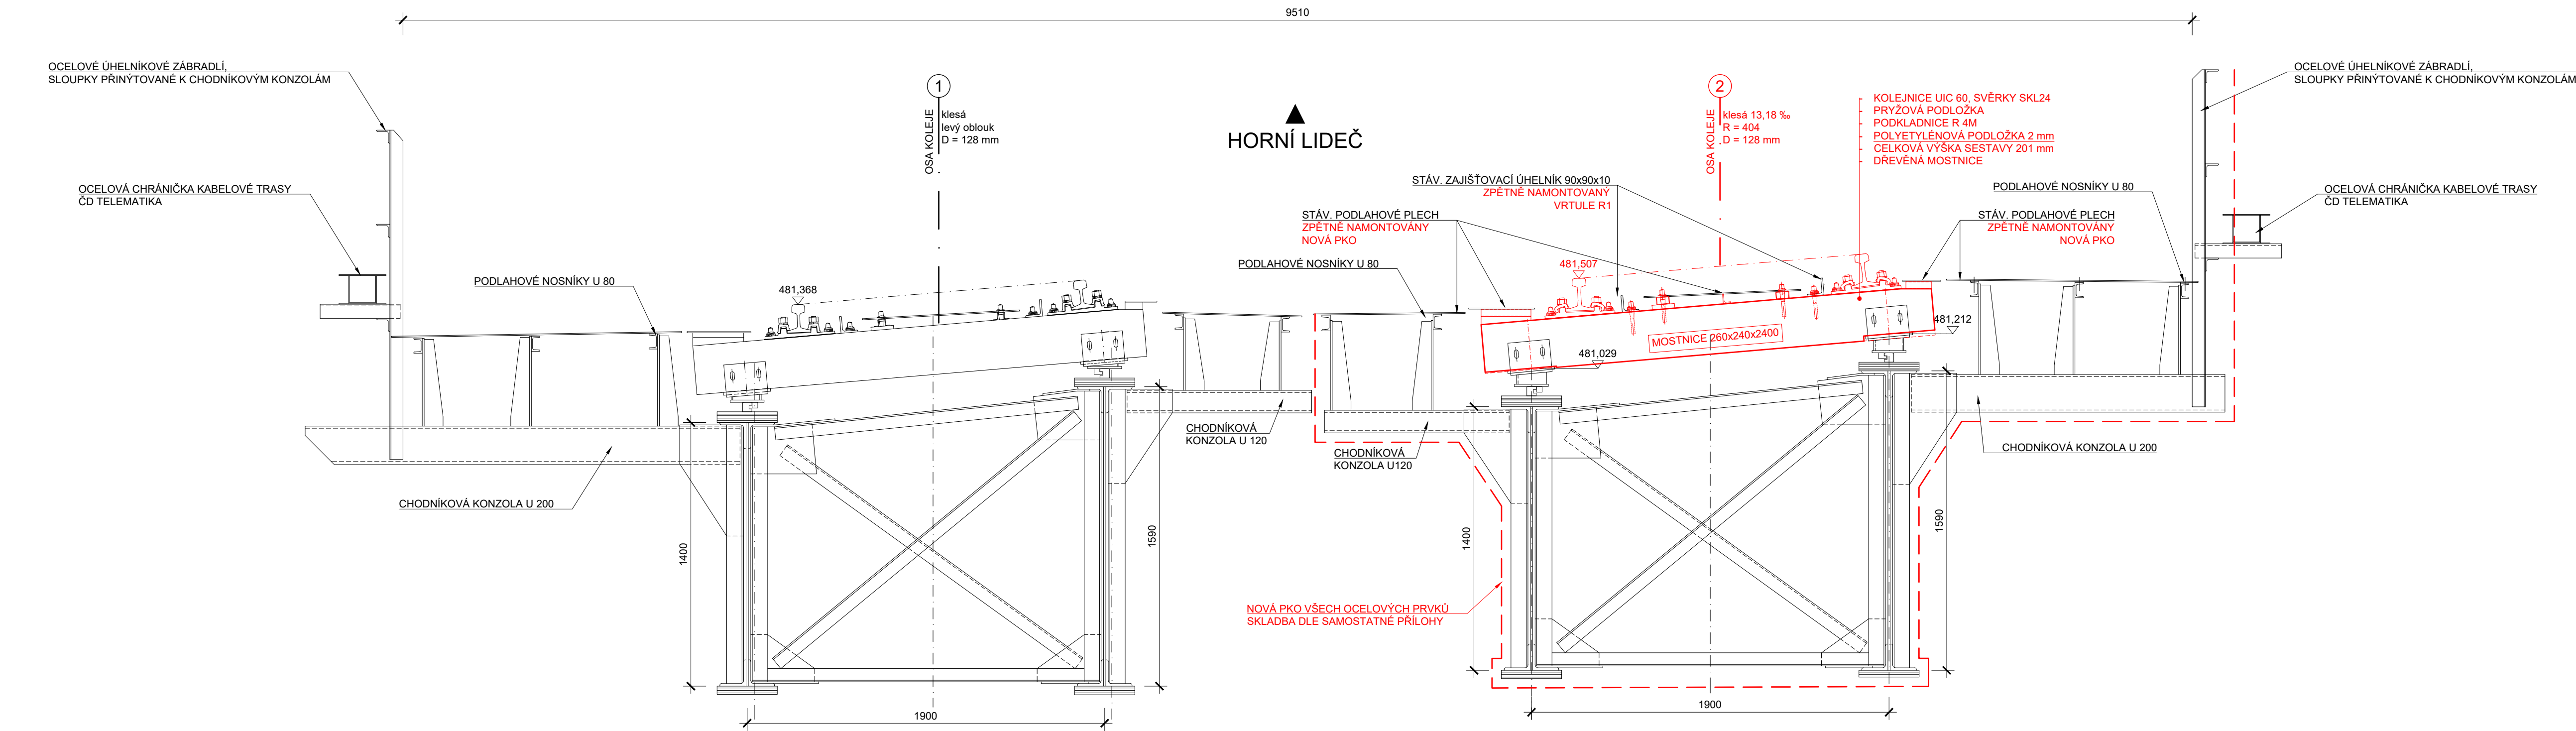 9510
OCELOVÉ ÚHELNÍKOVÉ ZÁBRADLÍ,
SLOUPKY PŘINÝTOVANÉ K CHODNÍKOVÝM KONZOLÁM
OCELOVÁ CHRÁNIČKA KABELOVÉ TRASY
ČD TELEMATIKA
PODLAHOVÉ NOSNÍKY U 80
CHODNÍKOVÁ KONZOLA U 200
1
OSA KOLEJE
klesá
levý oblouk
D = 128 mm
481,368
1400
1590
1900
CHODNÍKOVÁ
KONZOLA U 120
HORNÍ LIDEČ
2
OSA KOLEJE
klesá 13,18 ‰
R = 404
D = 128 mm
KOLEJNICE UIC 60, SVĚRKY SKL24
PRYŽOVÁ PODLOŽKA
PODKLADNICE R 4M
POLYETYLÉNOVÁ PODLOŽKA 2 mm
CELKOVÁ VÝŠKA SESTAVY 201 mm
DŘEVĚNÁ MOSTNICE
STÁV. ZAJIŠŤOVACÍ ÚHELNÍK 90x90x10
ZPĚTNĚ NAMONTOVANÝ
VRTULE R1
STÁV. PODLAHOVÉ PLECH
ZPĚTNĚ NAMONTOVÁNY
NOVÁ PKO
PODLAHOVÉ NOSNÍKY U 80
481,507
MOSTNICE 260x240x2400
481,029
481,212
CHODNÍKOVÁ
KONZOLA U120
1400
1590
1900
NOVÁ PKO VŠECH OCELOVÝCH PRVKŮ
SKLADBA DLE SAMOSTATNÉ PŘÍLOHY
PODLAHOVÉ NOSNÍKY U 80
STÁV. PODLAHOVÉ PLECH
ZPĚTNĚ NAMONTOVÁNY
NOVÁ PKO
CHODNÍKOVÁ KONZOLA U 200
OCELOVÉ ÚHELNÍKOVÉ ZÁBRADLÍ,
SLOUPKY PŘINÝTOVANÉ K CHODNÍKOVÝM KONZOLÁM
OCELOVÁ CHRÁNIČKA KABELOVÉ TRASY
ČD TELEMATIKA